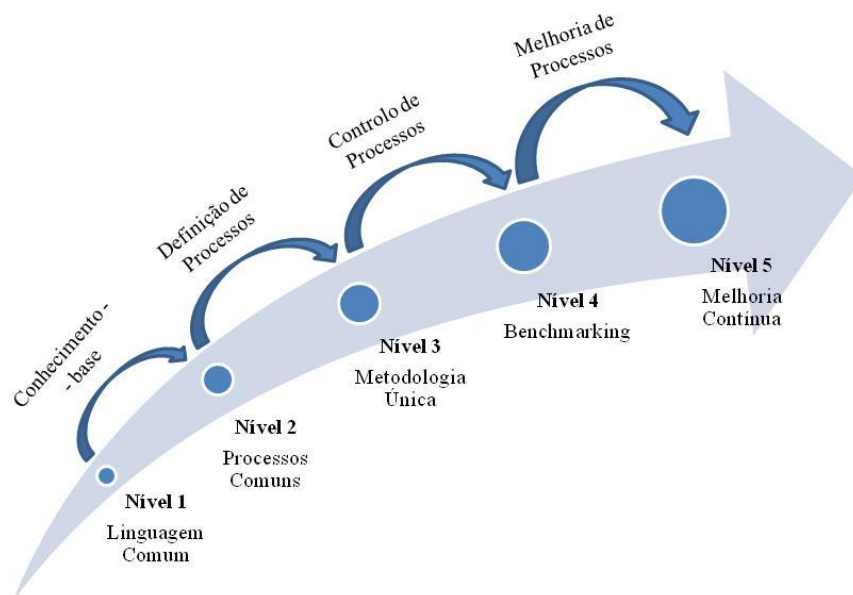 Conhecimento -
- base
Nível 1
Linguagem
Comum
Definição de
Processos
Nível 2
Processos
Comuns
Controlo de
Processos
Nível 3
Metodologia
Única
Melhoria de
Processos
Nível 4
Benchmarking
Nível 5
Melhoria
Contínua